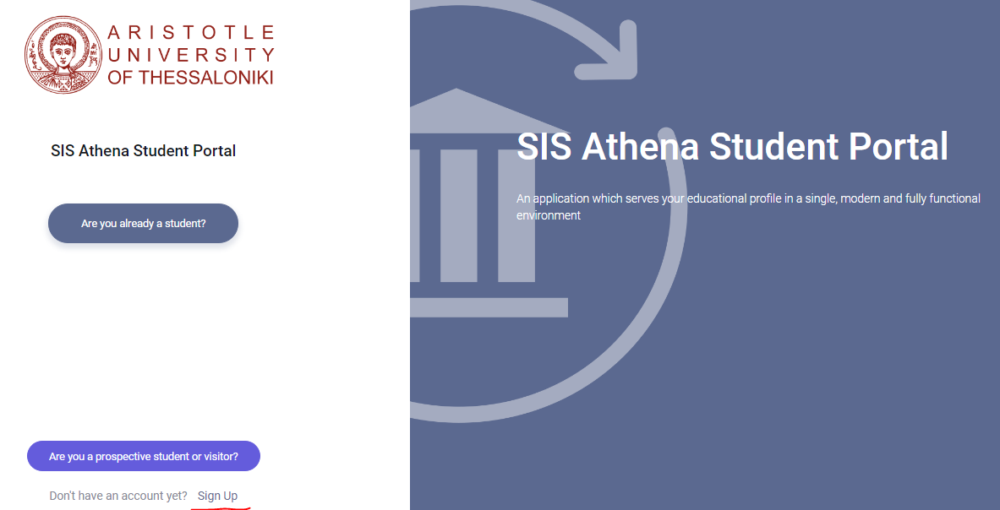 ARISTOTLE
UNIVERSITY
OF THESSALONIKI
SIS Athena Student Portal
Are you already a student?
Are you a prospective student or visitor?
Don't have an account yet? Sign Up
SIS Athena Student Portal
An application which serves your educational profile in a single, modern and fully functional
environment